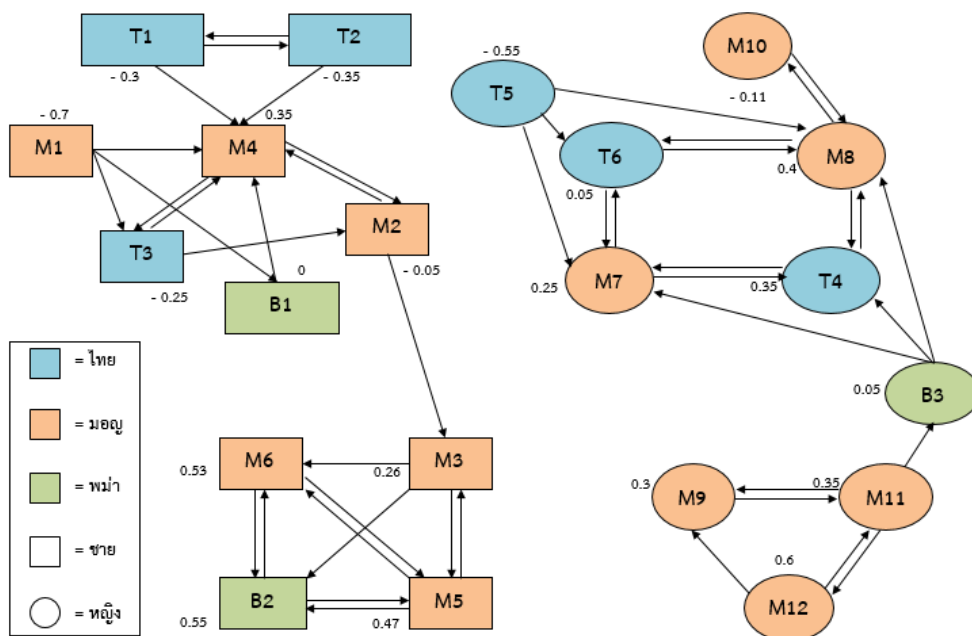 T1
T2
- 0.3
- 0.35
- 0.7
0.35
M1
M4
M2
- 0.05
T3
- 0.25
0
B1
M10
- 0.55
T5
- 0.11
T6
0.05
M8
0.4
M7
0.25
0.35
T4
B3
0.05
= ไทย
= มอญ
= พม่า
= ชาย
= หญิง
M6
0.53
0.26
M3
B2
0.55
M5
0.47
M9
0.3
0.35
M11
0.6
M12